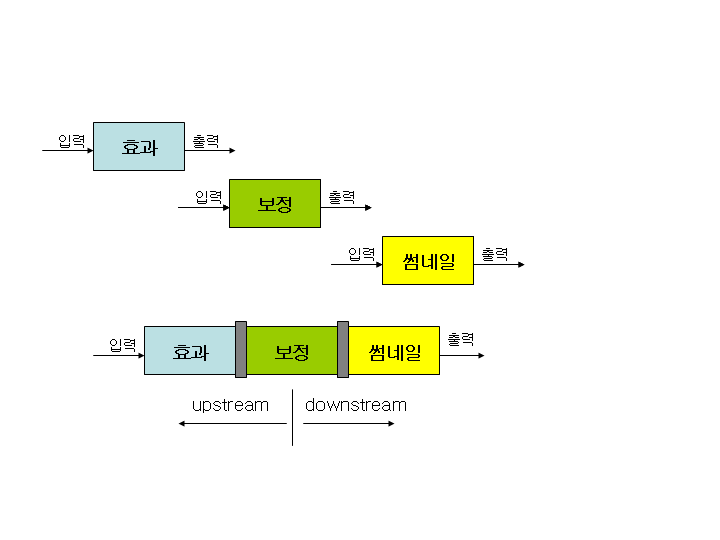 입력 효과 출력
입력 보정 출력
입력 썸네일 출력
입력 효과 보정 썸네일 출력
upstream downstream